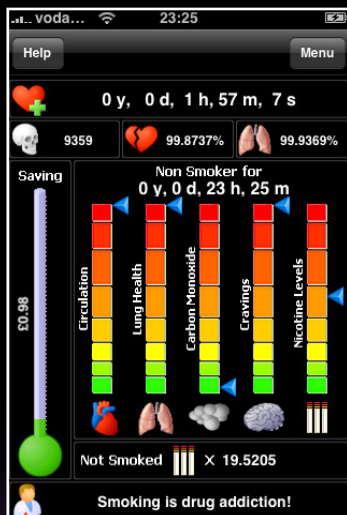 voda... 23:25
Help Menu
0 y, 0 d, 1 h, 57 m, 7 s
9359 99.8737% 99.9369%
Saving
£0.98
Non Smoker for
0 y, 0 d, 23 h, 25 m
Circulation
Lung Health
Carbon Monoxide
Cravings
Nicotine Levels
Not Smoked X 19.5205
Smoking is drug addiction!